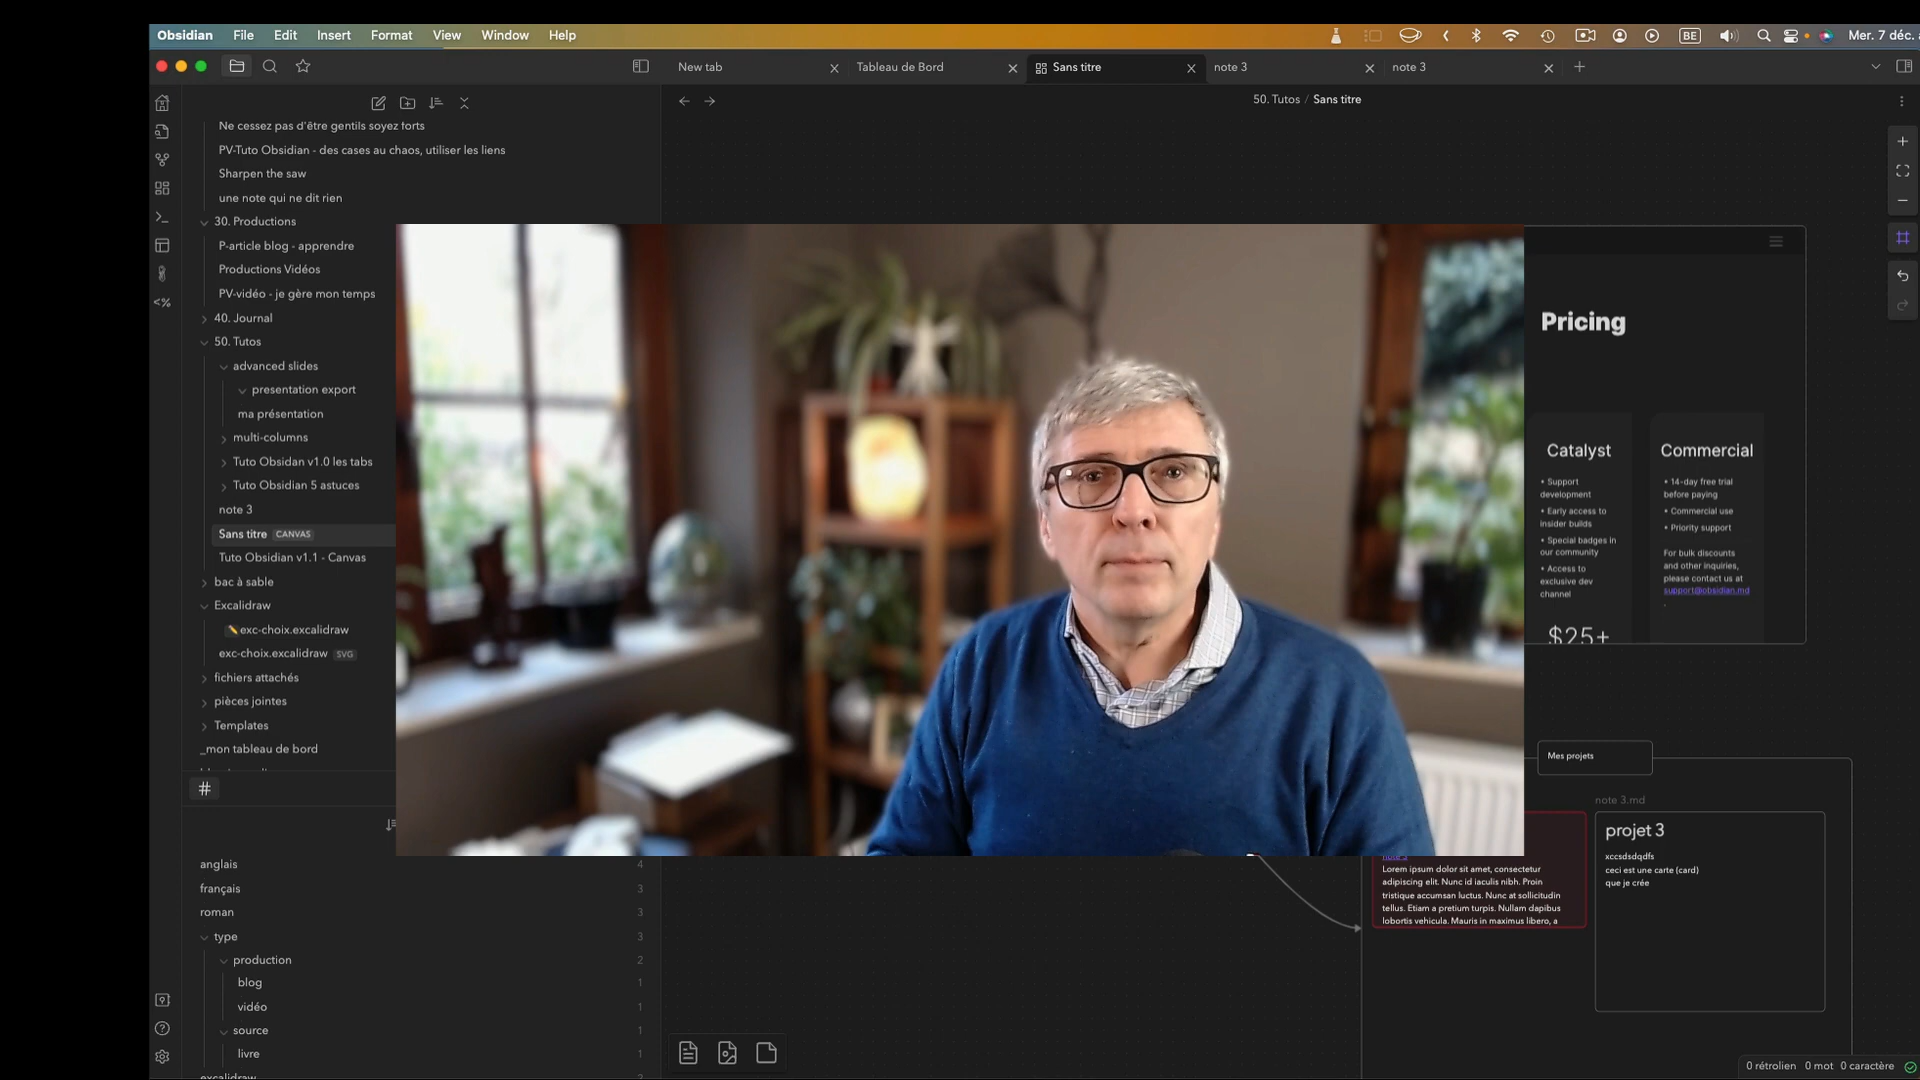 Obsidian File Edit Insert Format View Window Help BE Mer. 7 déc.
New tab Tableau de Bord Sans titre note 3 note 3
50. Tutos / Sans titre
Ne cessez pas d'être gentils soyez forts
PV-Tuto Obsidian - des cases au chaos, utiliser les liens
Sharpen the saw
une note qui ne dit rien
30. Productions
P-article blog - apprendre
Productions Vidéos
PV-vidéo - je gère mon temps
40. Journal
50. Tutos
advanced slides
presentation export
ma présentation
multi-columns
Tuto Obsidan v1.0 les tabs
Tuto Obsidian 5 astuces
note 3
Sans titre CANVAS
Tuto Obsidian v1.1 - Canvas
bac à sable
Excalidraw
exc-choix.excalidraw
exc-choix.excalidraw SVG
fichiers attachés
pièces jointes
Templates
_mon tableau de bord
#
anglais 4
français 3
roman 3
type 3
production 2
blog 1
vidéo 1
source 1
livre 1
Pricing
Catalyst
• Support
development
• Early access to
insider builds
• Special badges in
our community
• Access to
exclusive dev
channel
$25+
Commercial
• 14-day free trial
before paying
• Commercial use
• Priority support
For bulk discounts
and other inquiries,
please contact us at
support@obsidian.md
.
Mes projets
Lorem ipsum dolor sit amet, consectetur
adipiscing elit. Nunc id iaculis nibh. Proin
tristique accumsan luctus. Nunc at sollicitudin
tellus. Etiam a pretium turpis. Nullam dapibus
lobortis vehicula. Mauris in maximus libero, a
note 3.md
projet 3
xccsdsdqdfs
ceci est une carte (card)
que je crée
0 rétrolien 0 mot 0 caractère